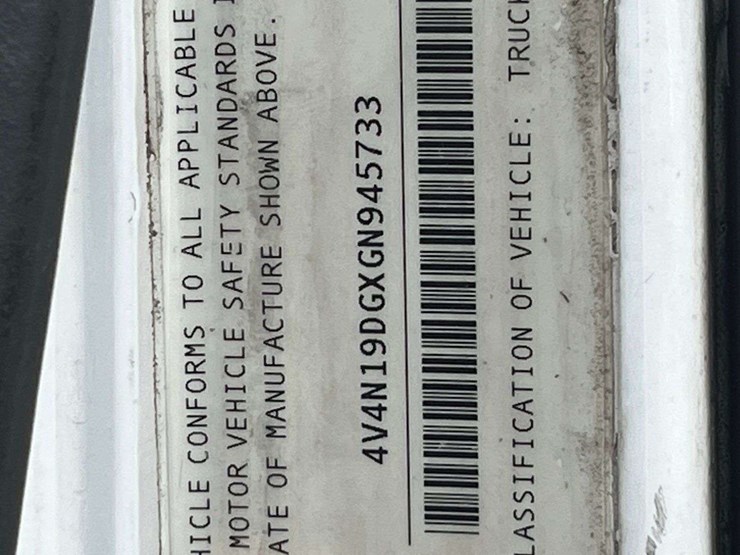 HICLE CONFORMS TO ALL APPLICABLE
MOTOR VEHICLE SAFETY STANDARDS I
ATE OF MANUFACTURE SHOWN ABOVE.
4V4N19DGXGN945733
LASSIFICATION OF VEHICLE: TRUCK